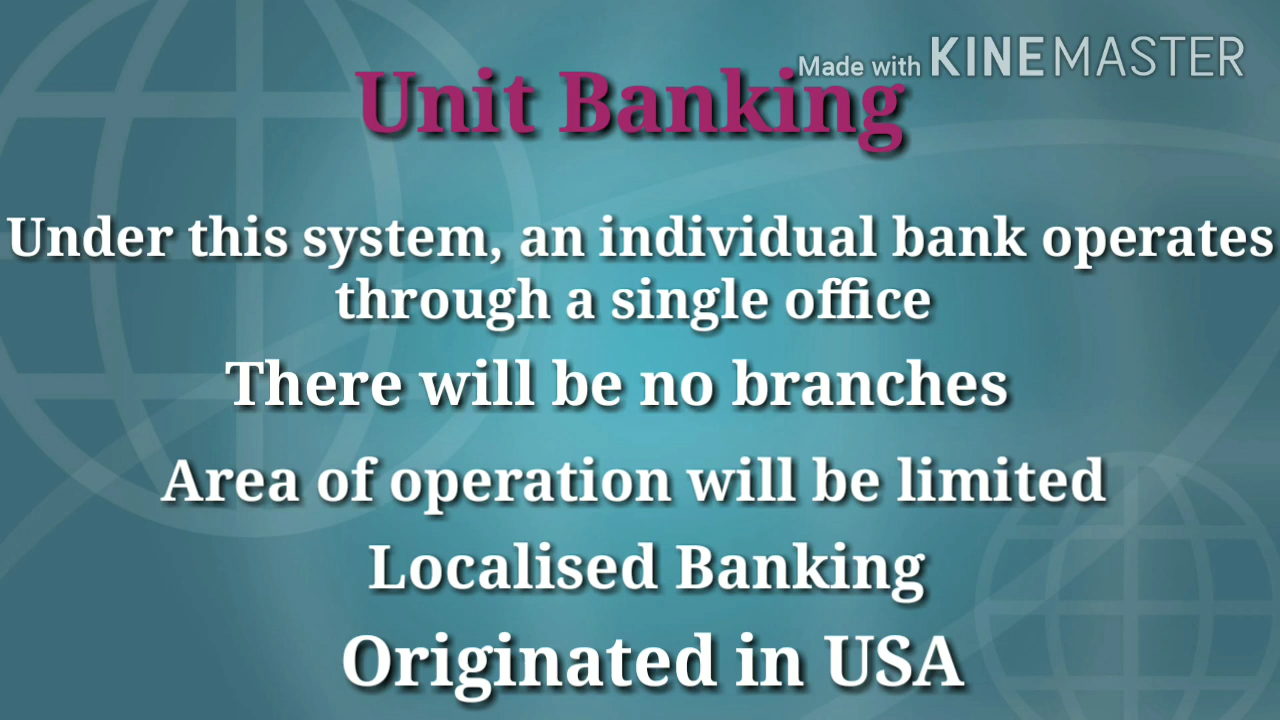 Made with KINEMASTER
Unit Banking
Under this system, an individual bank operates
through a single office
There will be no branches
Area of operation will be limited
Localised Banking
Originated in USA